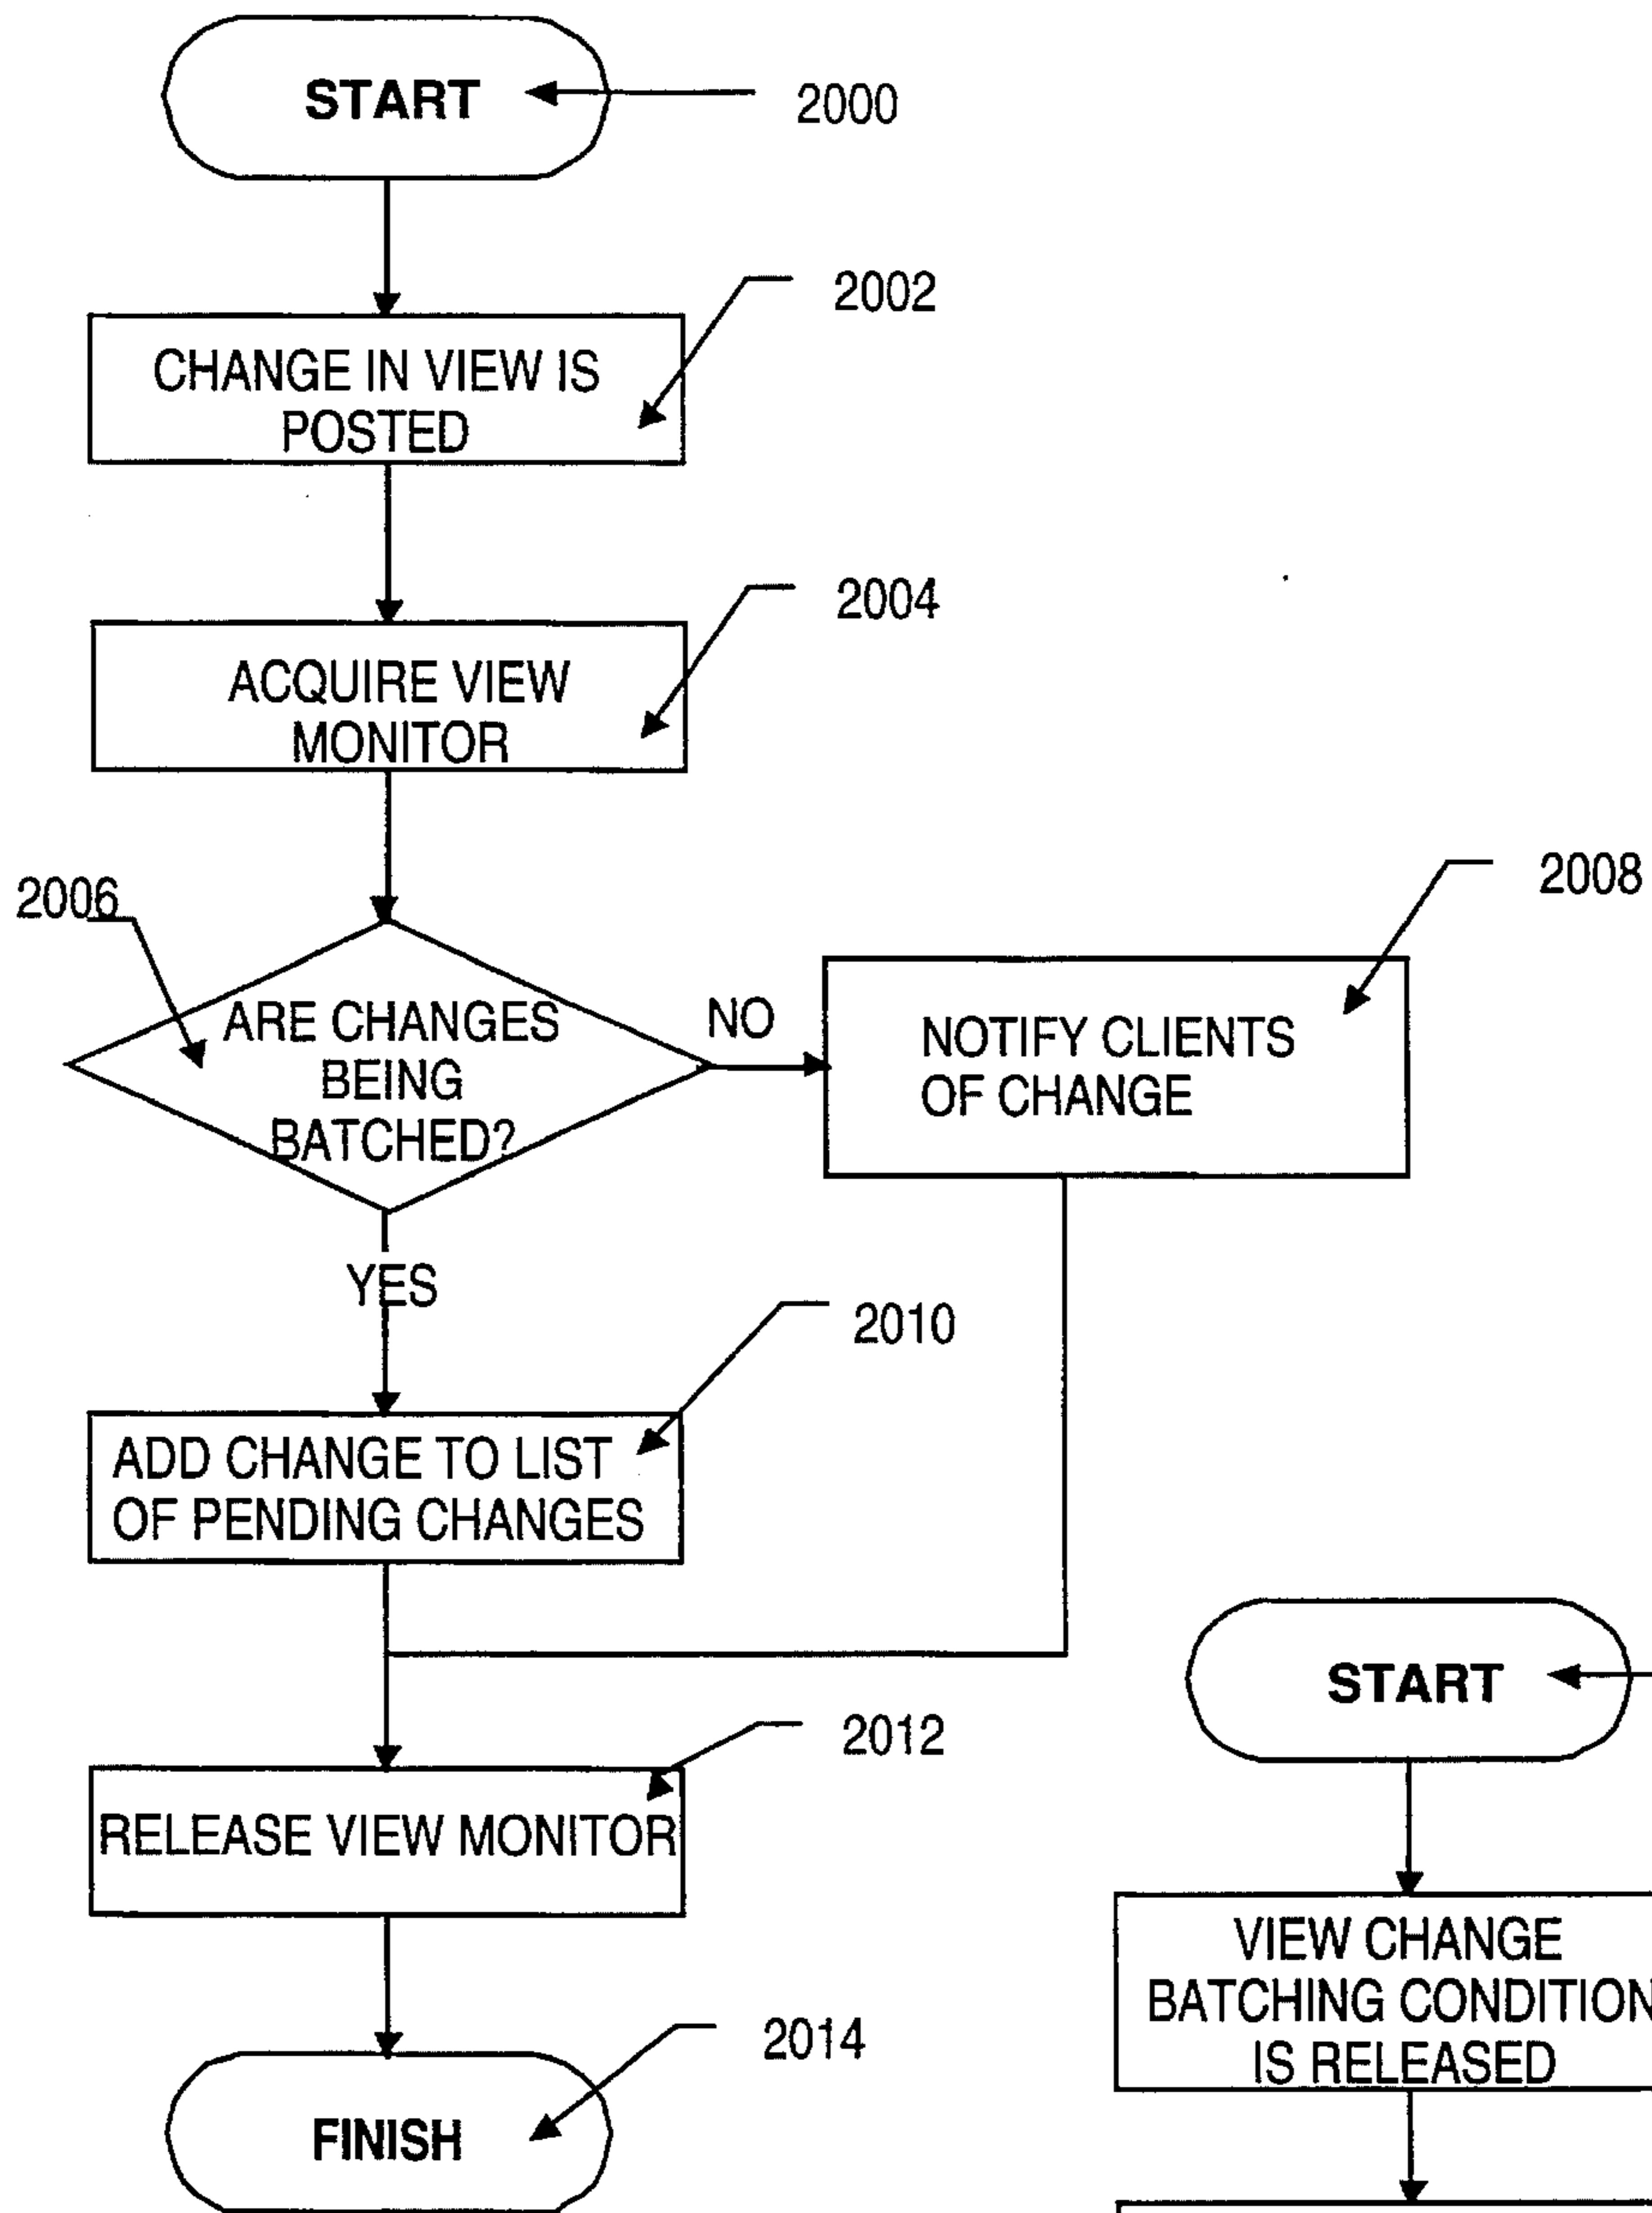 START
2000
2002
CHANGE IN VIEW IS
POSTED
2004
ACQUIRE VIEW
MONITOR
2006
2008
ARE CHANGES
BEING
BATCHED?
NO
NOTIFY CLIENTS
OF CHANGE
YES
2010
ADD CHANGE TO LIST
OF PENDING CHANGES
2012
RELEASE VIEW MONITOR
2014
FINISH
START
VIEW CHANGE
BATCHING CONDITION
IS RELEASED